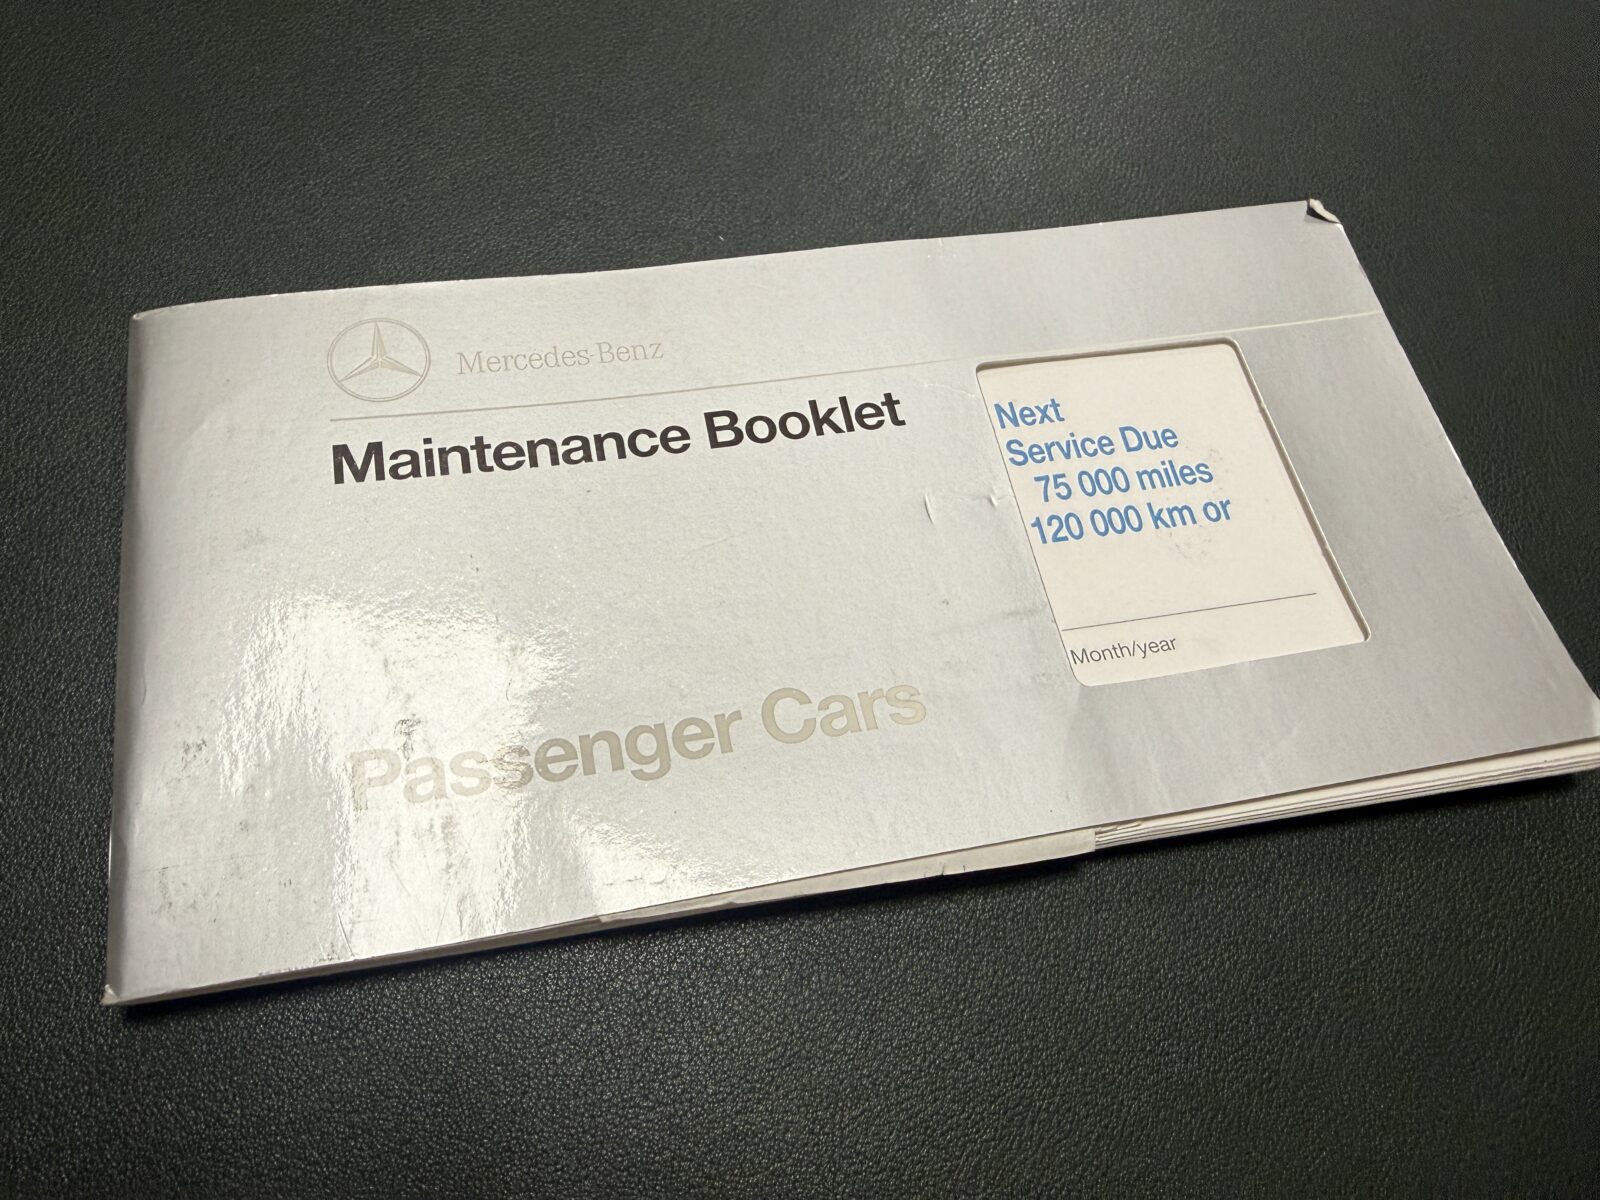 Mercedes-Benz
Maintenance Booklet
Next
Service Due
75 000 miles
120 000 km or
Month/year
Passenger Cars